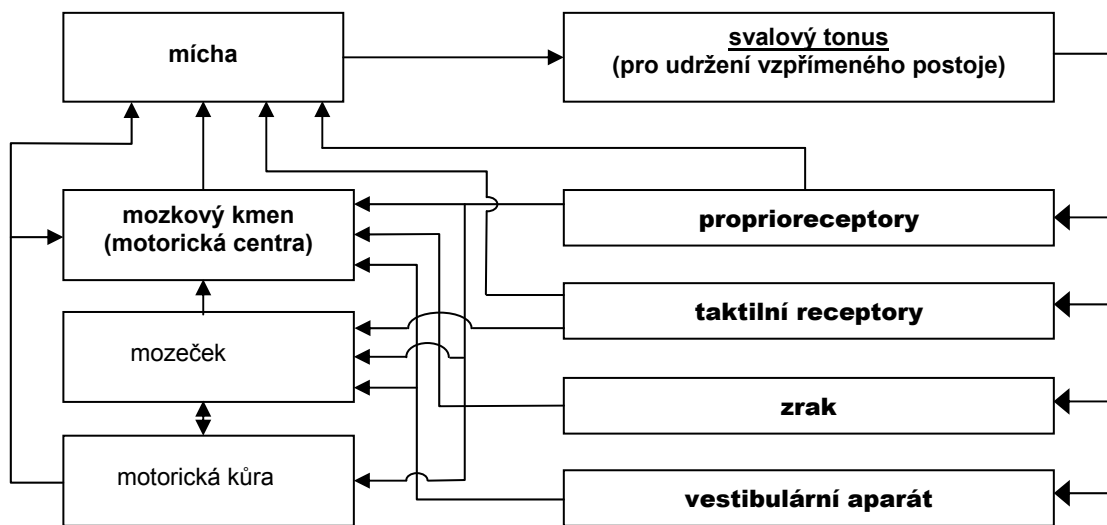 mícha
svalový tonus
(pro udržení vzpřímeného postoje)
mozkový kmen
(motorická centra)
proprioreceptory
taktilní receptory
mozeček
zrak
motorická kůra
vestibulární aparát